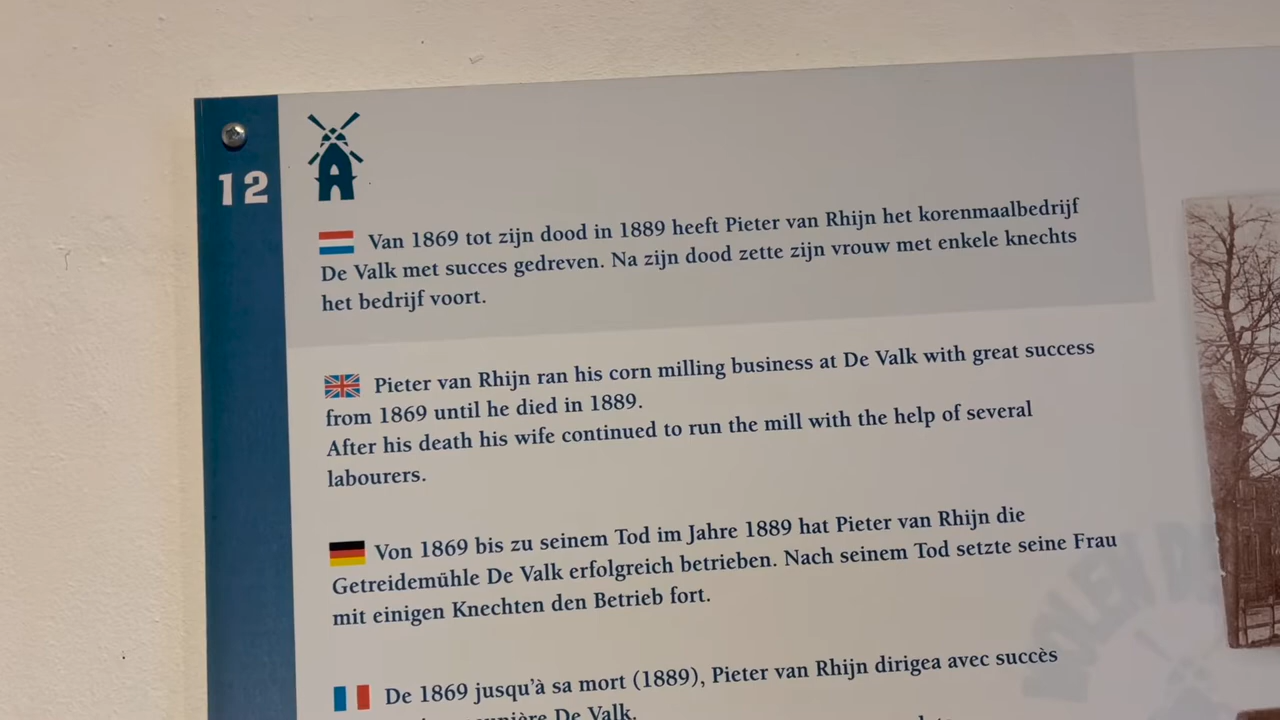 12
Van 1869 tot zijn dood in 1889 heeft Pieter van Rhijn het korenmaalbedrijf
De Valk met succes gedreven. Na zijn dood zette zijn vrouw met enkele knechts
het bedrijf voort.
Pieter van Rhijn ran his corn milling business at De Valk with great success
from 1869 until he died in 1889.
After his death his wife continued to run the mill with the help of several
labourers.
Von 1869 bis zu seinem Tod im Jahre 1889 hat Pieter van Rhijn die
Getreidemühle De Valk erfolgreich betrieben. Nach seinem Tod setzte seine Frau
mit einigen Knechten den Betrieb fort.
De 1869 jusqu'à sa mort (1889), Pieter van Rhijn dirigea avec succès
De Valk.